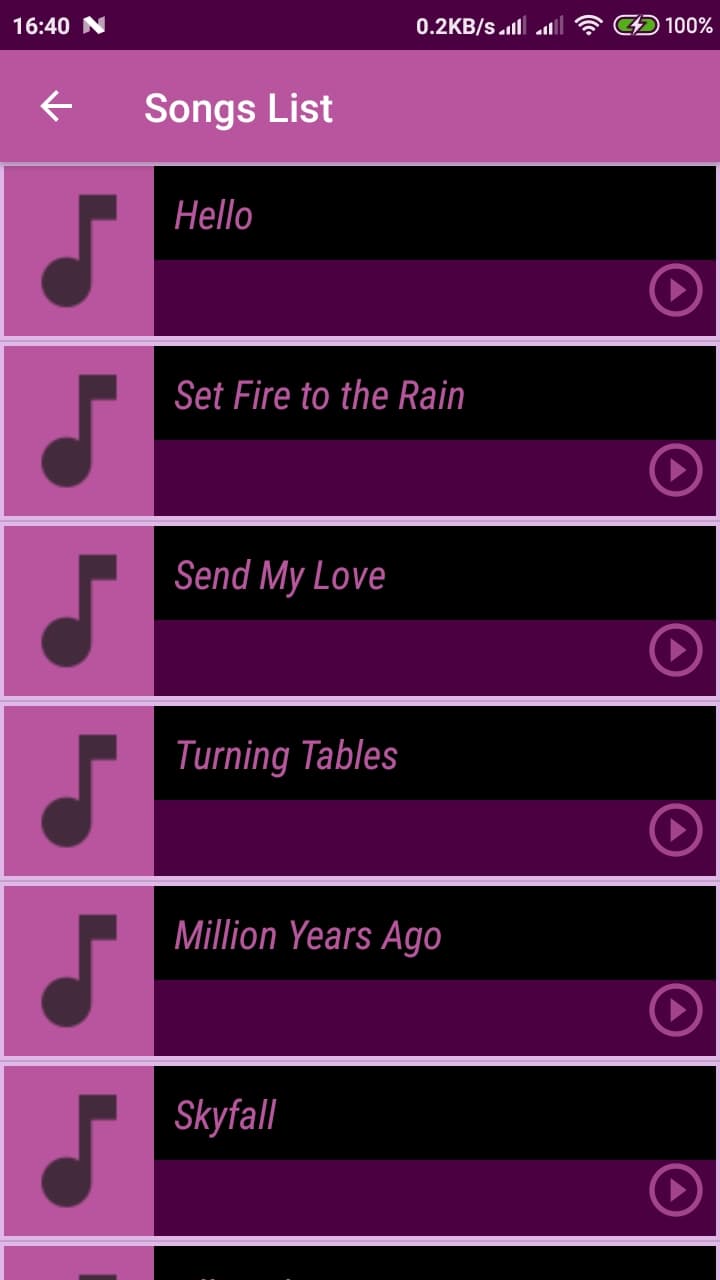 16:40 0.2KB/s 100%
Songs List
Hello
Set Fire to the Rain
Send My Love
Turning Tables
Million Years Ago
Skyfall